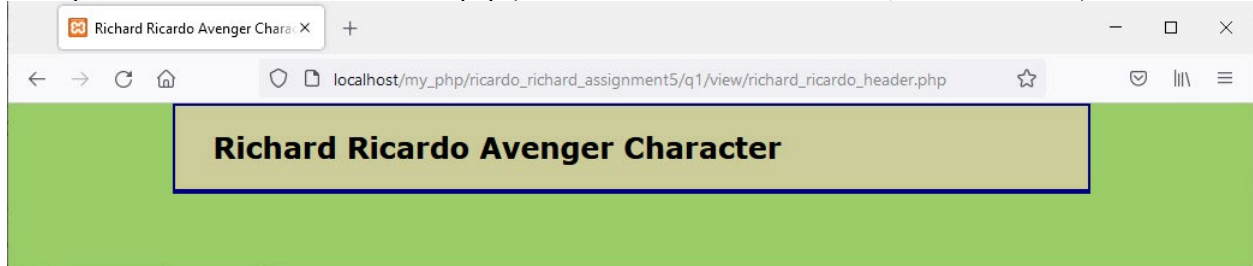 Richard Ricardo Avenger Chara
localhost/my_php/ricardo_richard_assignment5/q1/view/richard_ricardo_header.php
Richard Ricardo Avenger Character